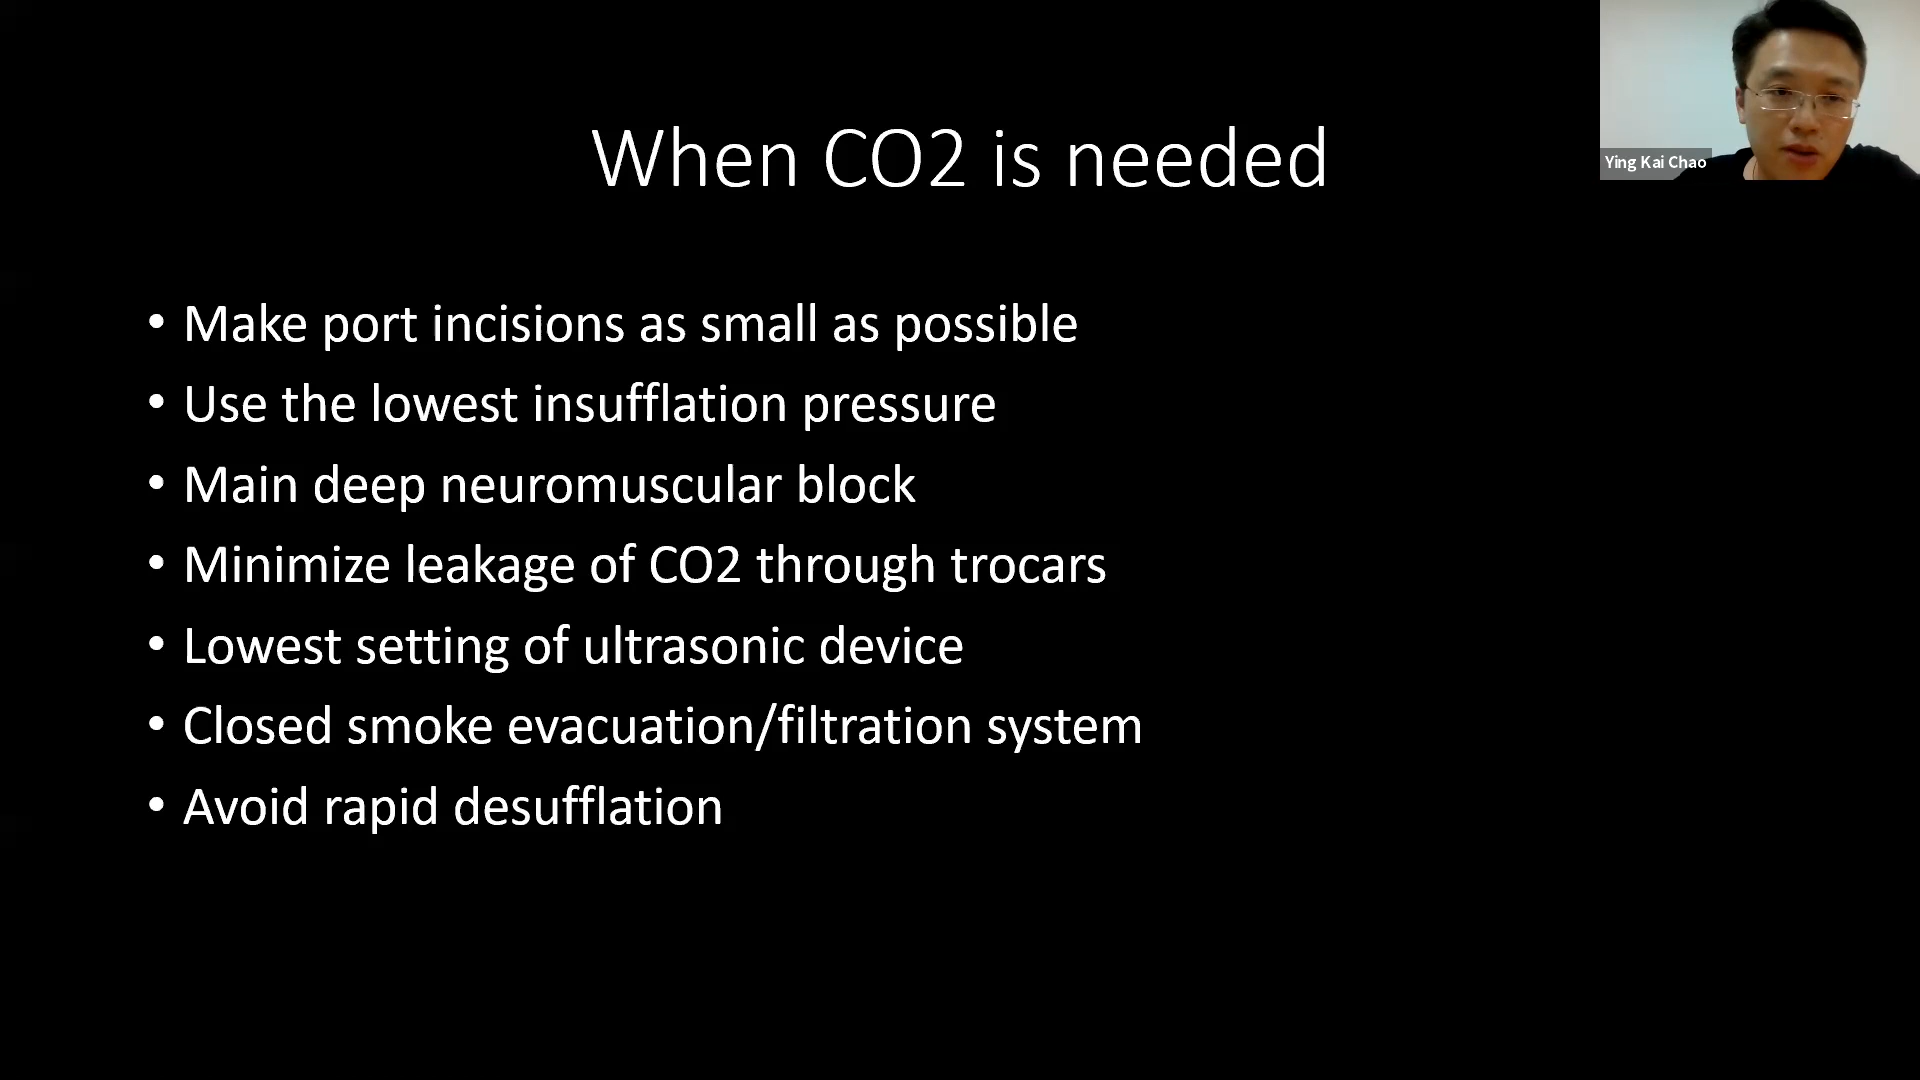 When CO2 is needed
Ying Kai Chao
• Make port incisions as small as possible
• Use the lowest insufflation pressure
• Main deep neuromuscular block
• Minimize leakage of CO2 through trocars
• Lowest setting of ultrasonic device
• Closed smoke evacuation/filtration system
• Avoid rapid desufflation